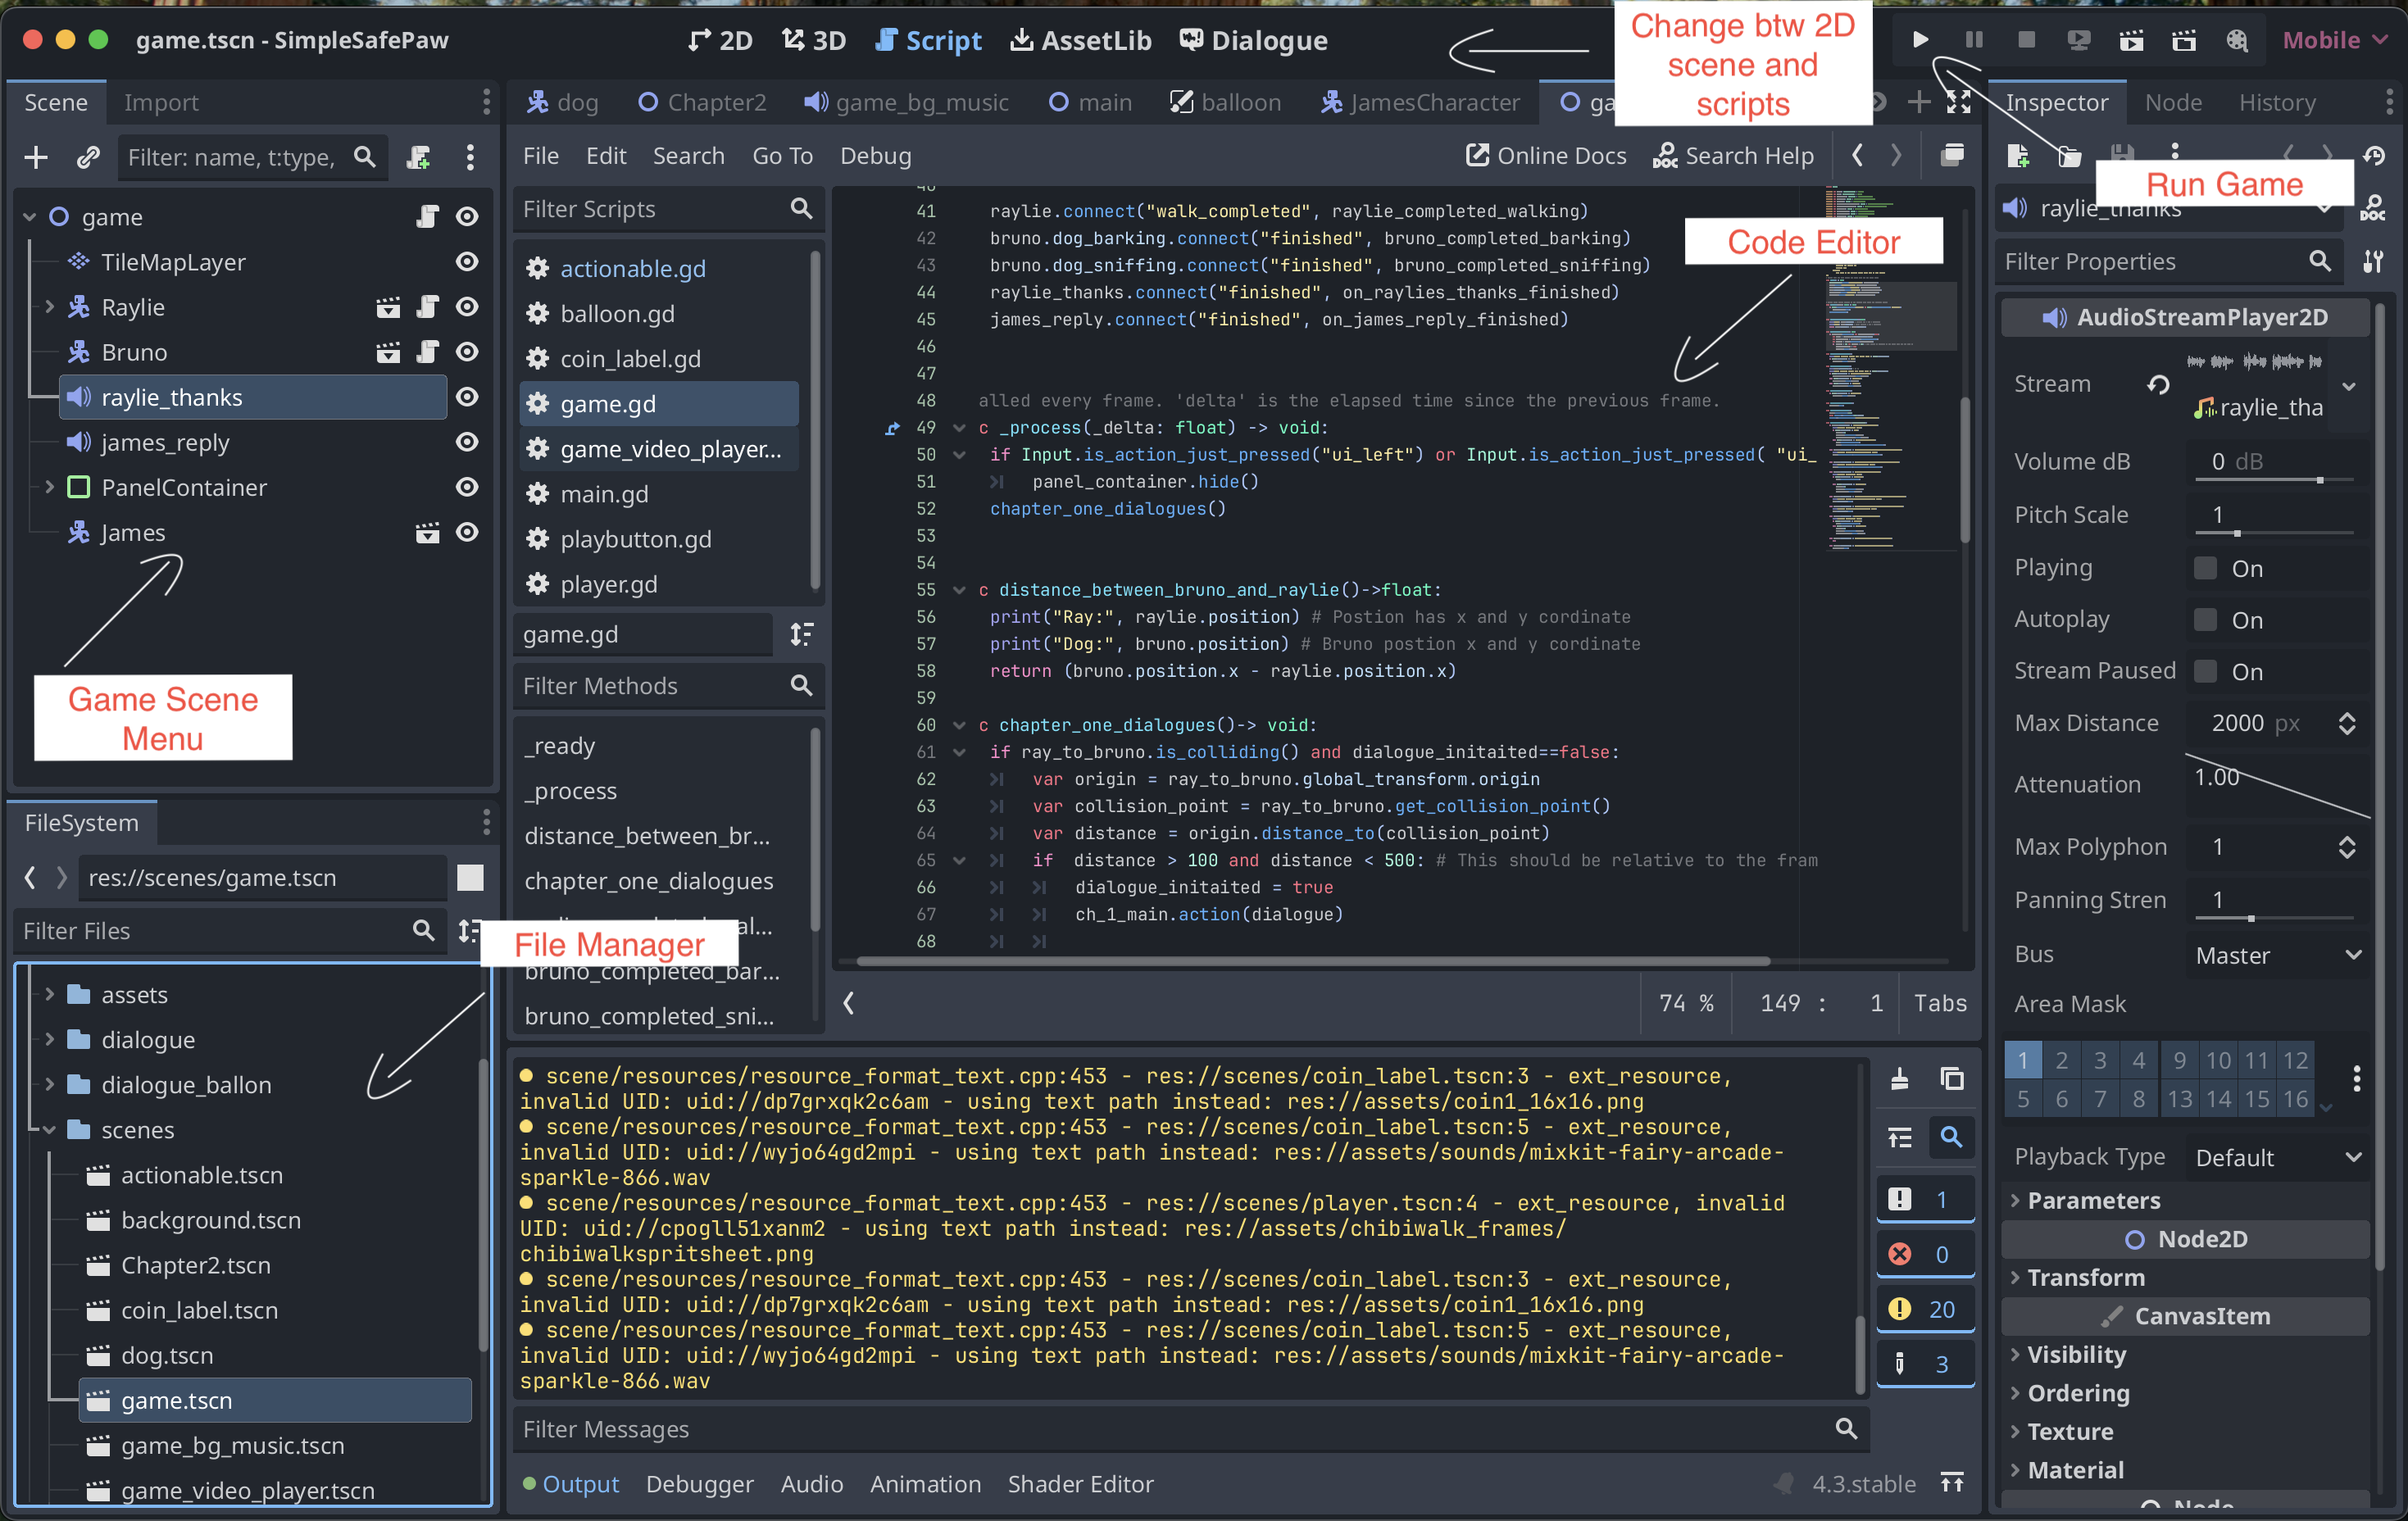 game.tscn - SimpleSafePaw
2D 3D Script AssetLib Dialogue
Change btw 2D
scene and
scripts
Mobile
Scene Import
Filter: name, t:type,
game
TileMapLayer
Raylie
Bruno
raylie_thanks
james_reply
PanelContainer
James
Game Scene
Menu
FileSystem
res://scenes/game.tscn
Filter Files
assets
dialogue
dialogue_ballon
scenes
actionable.tscn
background.tscn
Chapter2.tscn
coin_label.tscn
dog.tscn
game.tscn
game_bg_music.tscn
game_video_player.tscn
dog Chapter2 game_bg_music main balloon JamesCharacter
File Edit Search Go To Debug
Online Docs Search Help
Filter Scripts
actionable.gd
balloon.gd
coin_label.gd
game.gd
game_video_player...
main.gd
playbutton.gd
player.gd
game.gd
Filter Methods
_ready
_process
distance_between_br...
chapter_one_dialogues
File Manager
bruno_completed_bar...
bruno_completed_sni...
Code Editor
41 raylie.connect("walk_completed", raylie_completed_walking)
42 bruno.dog_barking.connect("finished", bruno_completed_barking)
43 bruno.dog_sniffing.connect("finished", bruno_completed_sniffing)
44 raylie_thanks.connect("finished", on_raylies_thanks_finished)
45 james_reply.connect("finished", on_james_reply_finished)
46
47
48 alled every frame. 'delta' is the elapsed time since the previous frame.
49 c _process(_delta: float) -> void:
50 if Input.is_action_just_pressed("ui_left") or Input.is_action_just_pressed( "ui_
51 panel_container.hide()
52 chapter_one_dialogues()
53
54
55 c distance_between_bruno_and_raylie()->float:
56 print("Ray:", raylie.position) # Postion has x and y cordinate
57 print("Dog:", bruno.position) # Bruno postion x and y cordinate
58 return (bruno.position.x - raylie.position.x)
59
60 c chapter_one_dialogues()-> void:
61 if ray_to_bruno.is_colliding() and dialogue_initaited==false:
62 var origin = ray_to_bruno.global_transform.origin
63 var collision_point = ray_to_bruno.get_collision_point()
64 var distance = origin.distance_to(collision_point)
65 if distance > 100 and distance < 500: # This should be relative to the fram
66 dialogue_initaited = true
67 ch_1_main.action(dialogue)
68
74 % 149 : 1 Tabs
scene/resources/resource_format_text.cpp:453 - res://scenes/coin_label.tscn:3 - ext_resource,
invalid UID: uid://dp7grxqk2c6am - using text path instead: res://assets/coin1_16x16.png
scene/resources/resource_format_text.cpp:453 - res://scenes/coin_label.tscn:5 - ext_resource,
invalid UID: uid://wyjo64gd2mpi - using text path instead: res://assets/sounds/mixkit-fairy-arcade-
sparkle-866.wav
scene/resources/resource_format_text.cpp:453 - res://scenes/player.tscn:4 - ext_resource, invalid
UID: uid://cpogll51xanm2 - using text path instead: res://assets/chibiwalk_frames/
chibiwalkspritsheet.png
scene/resources/resource_format_text.cpp:453 - res://scenes/coin_label.tscn:3 - ext_resource,
invalid UID: uid://dp7grxqk2c6am - using text path instead: res://assets/coin1_16x16.png
scene/resources/resource_format_text.cpp:453 - res://scenes/coin_label.tscn:5 - ext_resource,
invalid UID: uid://wyjo64gd2mpi - using text path instead: res://assets/sounds/mixkit-fairy-arcade-
sparkle-866.wav
1
0
20
3
Filter Messages
Output Debugger Audio Animation Shader Editor
4.3.stable
Inspector Node History
Run Game
raylie_thanks
Filter Properties
AudioStreamPlayer2D
Stream
raylie_tha
Volume dB 0 dB
Pitch Scale 1
Playing On
Autoplay On
Stream Paused On
Max Distance 2000 px
Attenuation 1.00
Max Polyphon 1
Panning Stren 1
Bus Master
Area Mask
1 2 3 4 9 10 11 12
5 6 7 8 13 14 15 16
Playback Type Default
Parameters
Node2D
Transform
CanvasItem
Visibility
Ordering
Texture
Material
Node